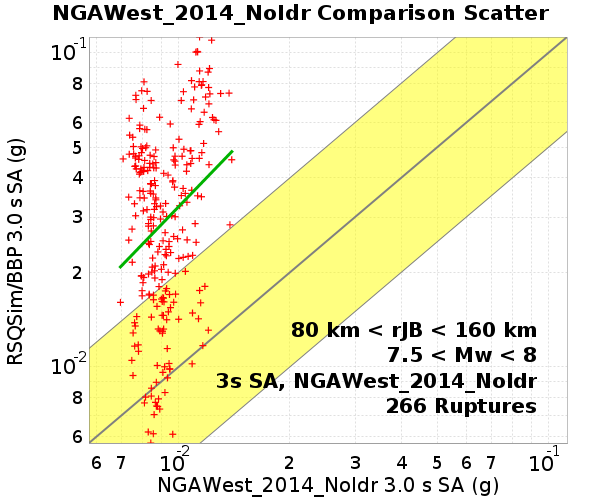 NGAWest_2014_NoIdr Comparison Scatter
RSQSim/BBP 3.0 s SA (g)
10-1
8
6
5
4
3
2
10-2
8
6
80 km < rJB < 160 km
7.5 < Mw < 8
3s SA, NGAWest_2014_NoIdr
266 Ruptures
6 7 10-2 2 3 4 5 6 7 8 10-1
NGAWest_2014_NoIdr 3.0 s SA (g)